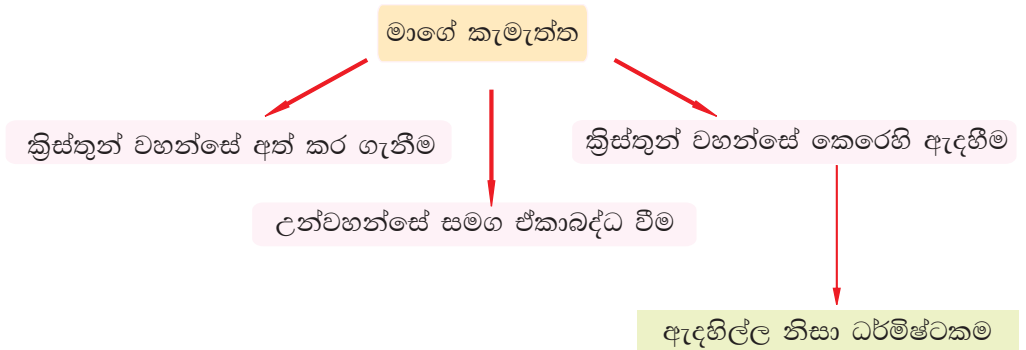 මාගේ කැමැත්ත
ක්‍රිස්තුන් වහන්සේ අත් කර ගැනීම
ක්‍රිස්තුන් වහන්සේ කෙරෙහි ඇදහීම
උන්වහන්සේ සමග ඒකාබද්ධ වීම
ඇදහිල්ල නිසා ධර්මිෂ්ටකම